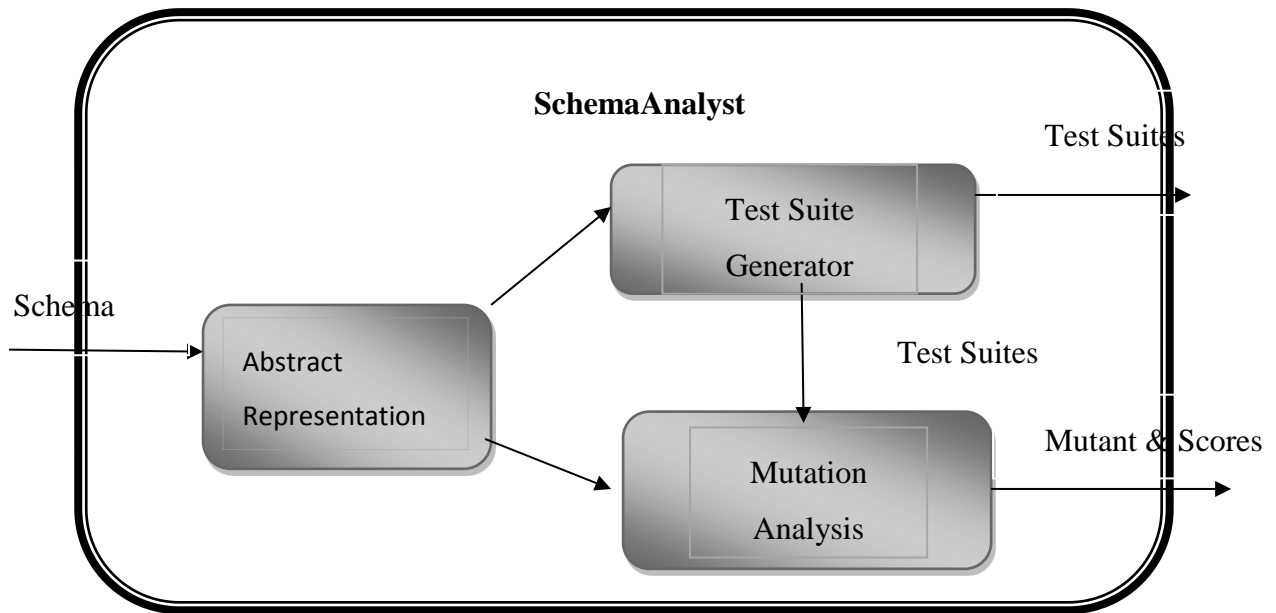 SchemaAnalyst
Test Suites
Test Suite
Generator
Schema
Abstract
Representation
Test Suites
Mutant & Scores
Mutation
Analysis